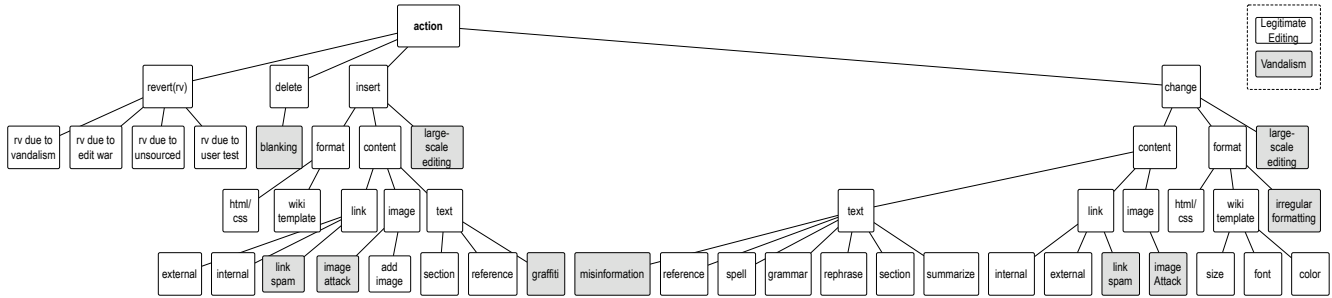 action
Legitimate
Editing
Vandalism
revert(rv)
delete
insert
change
rv due to
vandalism
rv due to
edit war
rv due to
unsourced
rv due to
user test
blanking
format
content
large-
scale
editing
content
format
large-
scale
editing
html/
css
wiki
template
link
image
text
text
link
image
html/
css
wiki
template
irregular
formatting
external
internal
link
spam
image
attack
add
image
section
reference
graffiti
misinformation
reference
spell
grammar
rephrase
section
summarize
internal
external
link
spam
image
Attack
size
font
color